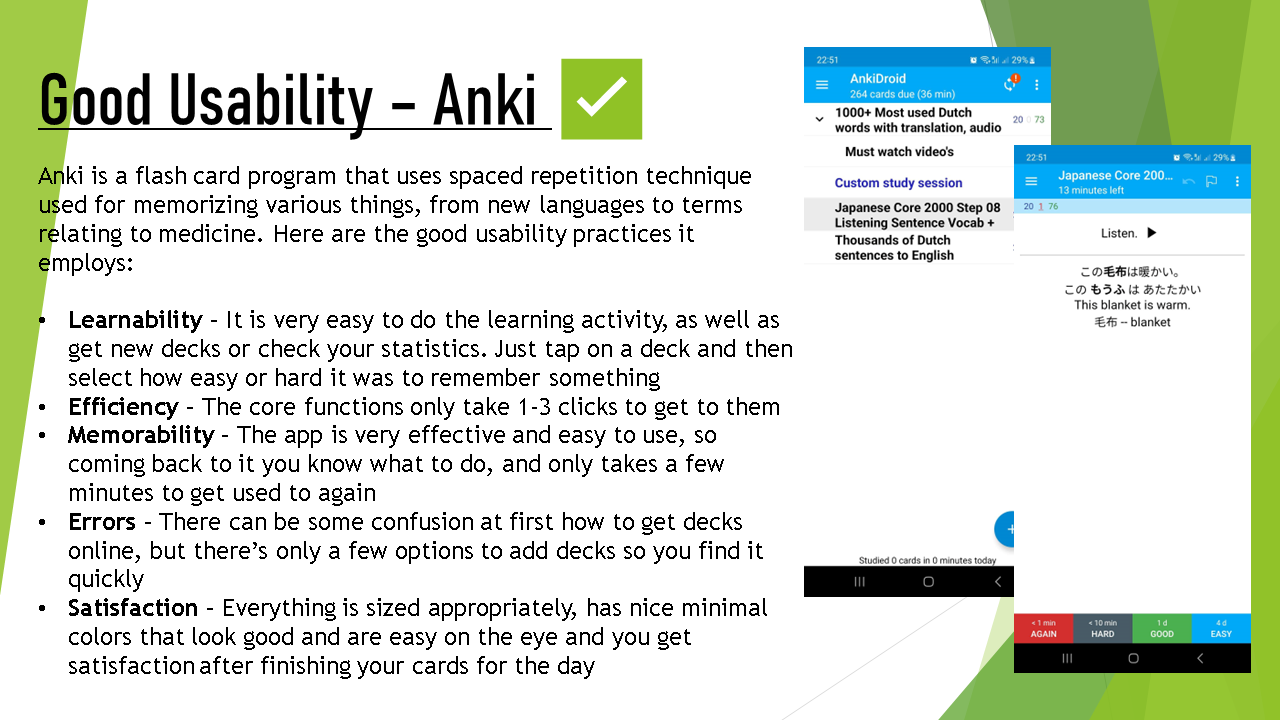 Good Usability – Anki
Anki is a flash card program that uses spaced repetition technique
used for memorizing various things, from new languages to terms
relating to medicine. Here are the good usability practices it
employs:
• Learnability – It is very easy to do the learning activity, as well as
get new decks or check your statistics. Just tap on a deck and then
select how easy or hard it was to remember something
• Efficiency – The core functions only take 1-3 clicks to get to them
• Memorability – The app is very effective and easy to use, so
coming back to it you know what to do, and only takes a few
minutes to get used to again
• Errors – There can be some confusion at first how to get decks
online, but there’s only a few options to add decks so you find it
quickly
• Satisfaction – Everything is sized appropriately, has nice minimal
colors that look good and are easy on the eye and you get
satisfaction after finishing your cards for the day
22:51 29%
AnkiDroid
264 cards due (36 min)
1000+ Most used Dutch
words with translation, audio
20 0 73
Must watch video's
Custom study session
Japanese Core 2000 Step 08
Listening Sentence Vocab +
Thousands of Dutch
sentences to English
Studied 0 cards in 0 minutes today
22:51 29%
Japanese Core 200...
13 minutes left
20 1 76
Listen.
この毛布は暖かい。
この もうふ は あたたかい
This blanket is warm.
毛布 -- blanket
< 1 min < 10 min 1 d 4 d
AGAIN HARD GOOD EASY